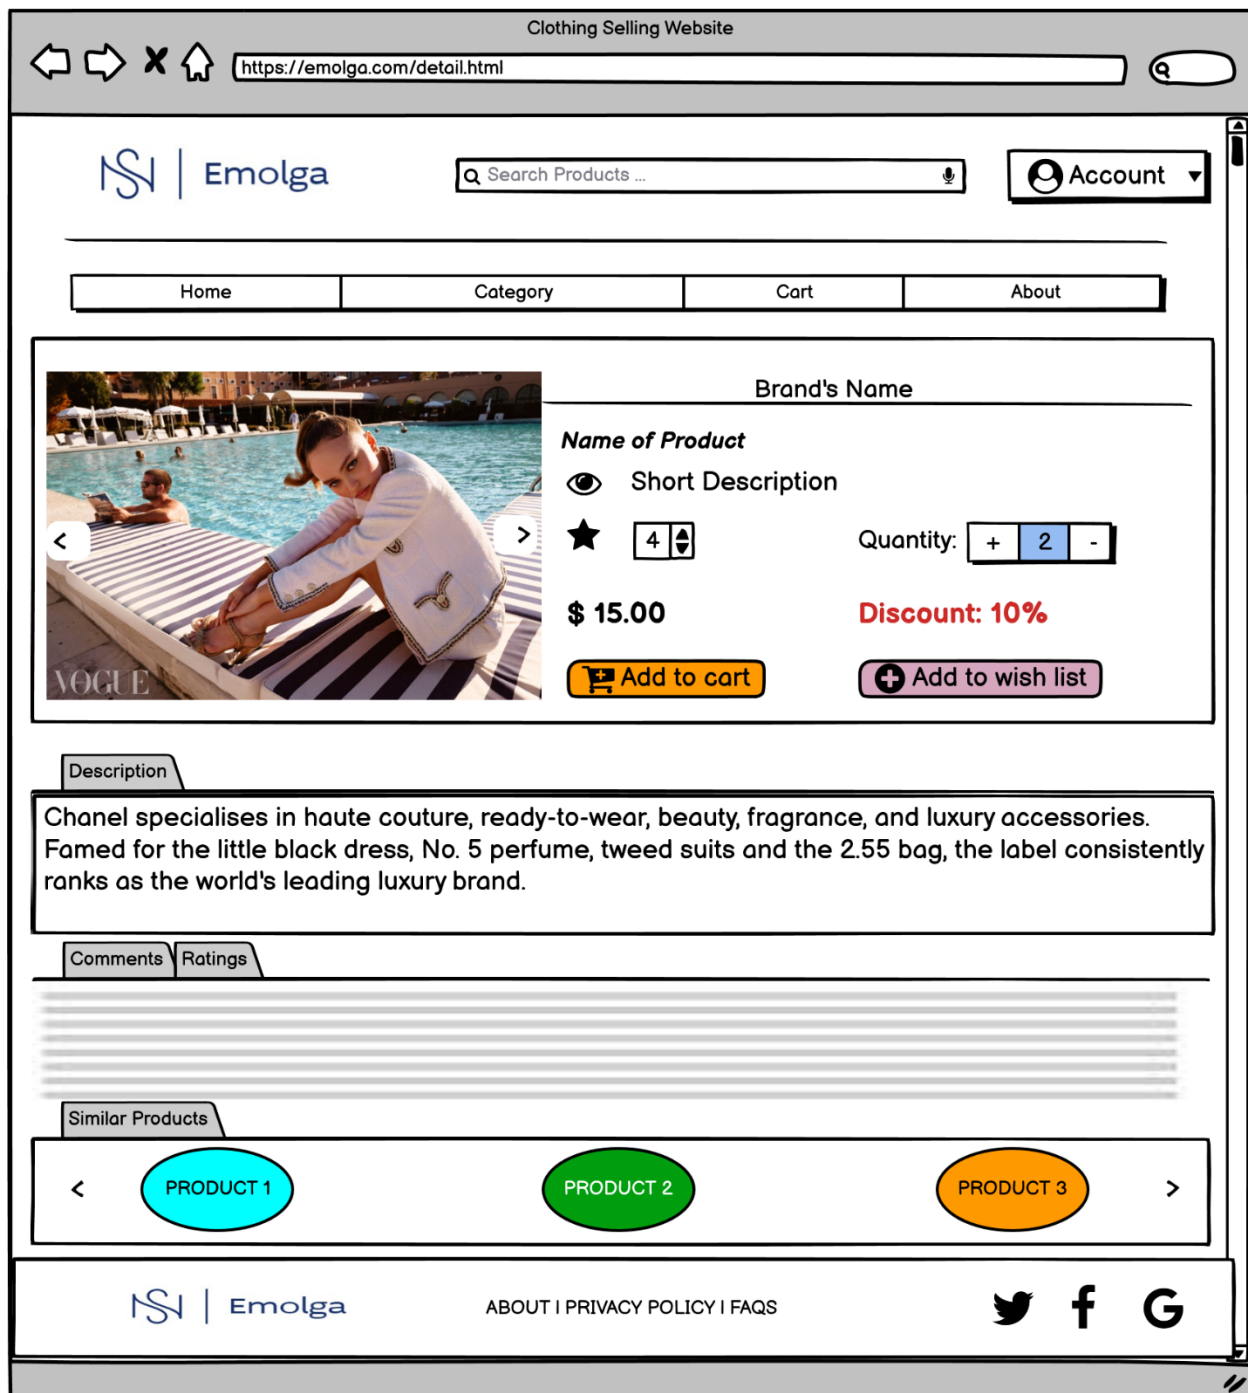 Clothing Selling Website
https://emolga.com/detail.html
SN | Emolga
Search Products ...
Account
Home Category Cart About
Brand's Name
Name of Product
Short Description
4
Quantity: + 2 -
$ 15.00
Discount: 10%
Add to cart
Add to wish list
VOGUE
Description
Chanel specialises in haute couture, ready-to-wear, beauty, fragrance, and luxury accessories.
Famed for the little black dress, No. 5 perfume, tweed suits and the 2.55 bag, the label consistently
ranks as the world's leading luxury brand.
Comments Ratings
Similar Products
< PRODUCT 1 PRODUCT 2 PRODUCT 3 >
SN | Emolga
ABOUT I PRIVACY POLICY I FAQS